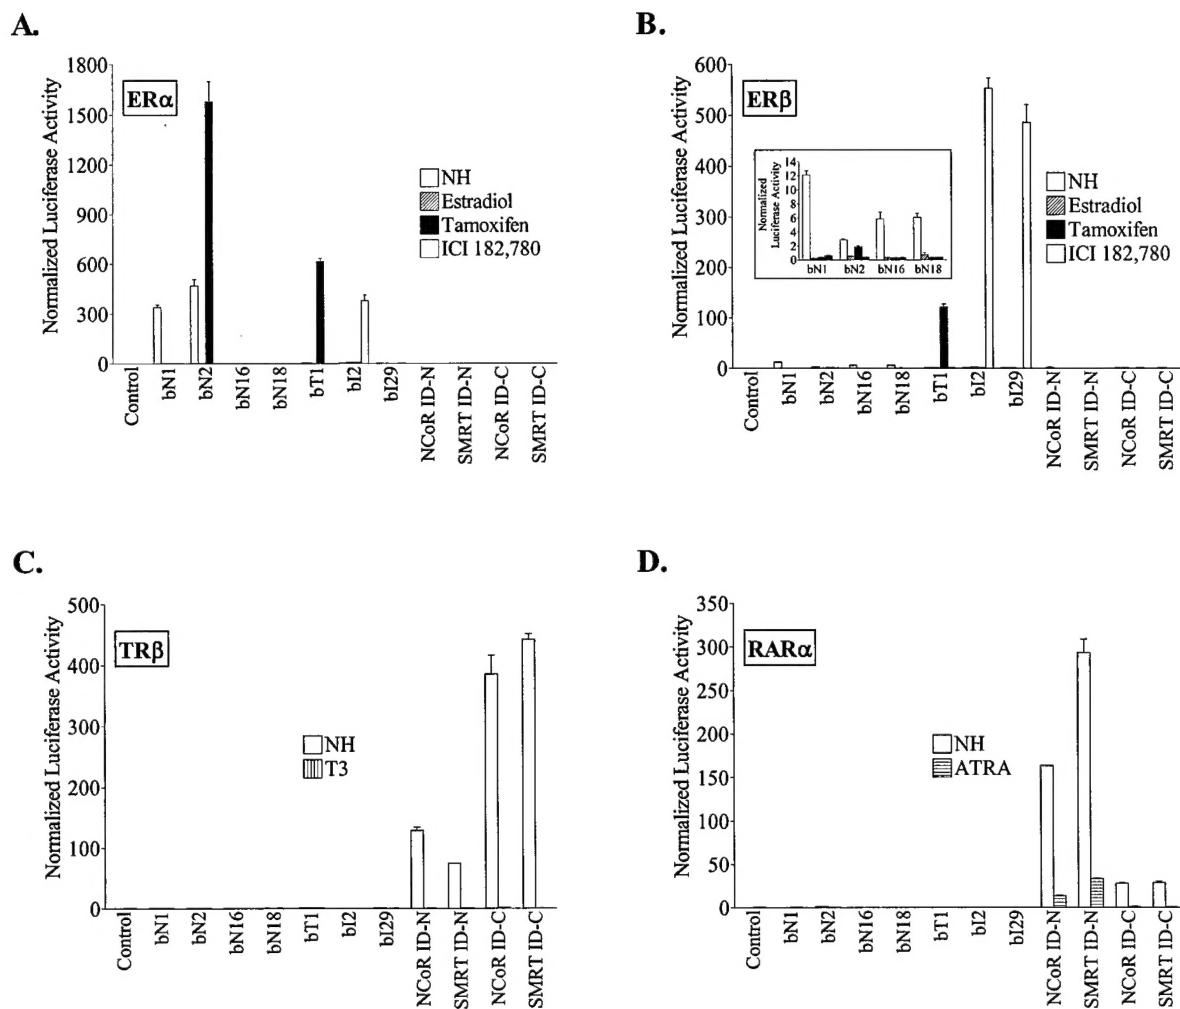 A.
Normalized Luciferase Activity
1800
1500
1200
900
600
300
0
ERα
NH
Estradiol
Tamoxifen
ICI 182,780
Control
bN1
bN2
bN16
bN18
bT1
bI2
bI29
NCoR ID-N
SMRT ID-N
NCoR ID-C
SMRT ID-C
B.
Normalized Luciferase Activity
600
500
400
300
200
100
0
ERβ
Normalized
Luciferase Activity
14
12
10
8
6
4
2
0
bN1
bN2
bN16
bN18
NH
Estradiol
Tamoxifen
ICI 182,780
Control
bN1
bN2
bN16
bN18
bT1
bI2
bI29
NCoR ID-N
SMRT ID-N
NCoR ID-C
SMRT ID-C
C.
Normalized Luciferase Activity
500
400
300
200
100
0
TRβ
NH
T3
Control
bN1
bN2
bN16
bN18
bT1
bI2
bI29
NCoR ID-N
SMRT ID-N
NCoR ID-C
SMRT ID-C
D.
Normalized Luciferase Activity
350
300
250
200
150
100
50
0
RARα
NH
ATRA
Control
bN1
bN2
bN16
bN18
bT1
bI2
bI29
NCoR ID-N
SMRT ID-N
NCoR ID-C
SMRT ID-C